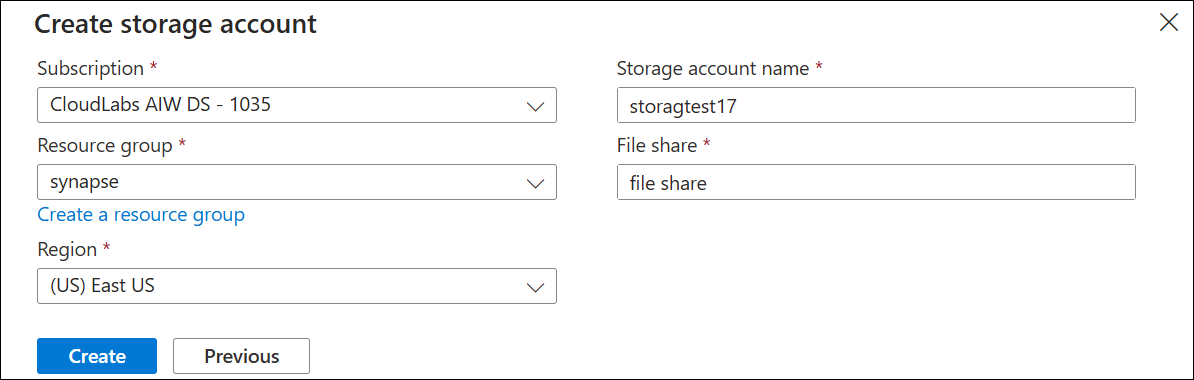 Create storage account
Subscription *
CloudLabs AIW DS - 1035
Resource group *
synapse
Create a resource group
Region *
(US) East US
Storage account name *
storagtest17
File share *
file share
Create
Previous